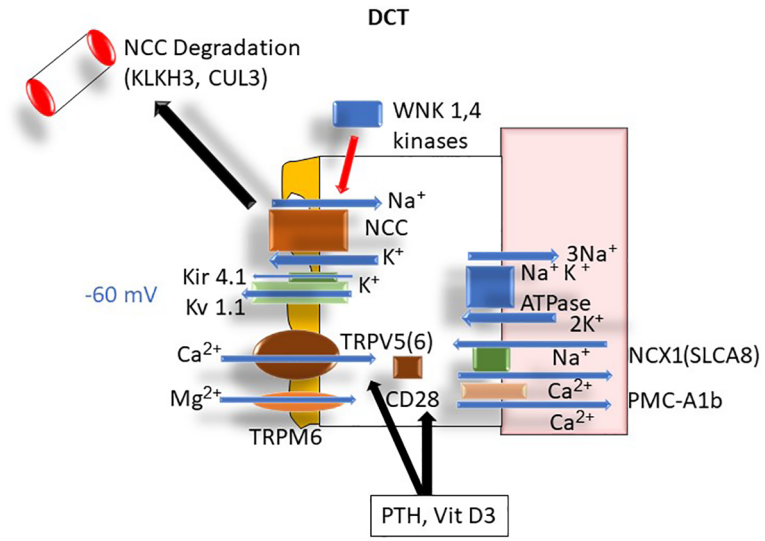 DCT
NCC Degradation
(KLKH3, CUL3)
WNK 1,4
kinases
Na⁺
NCC
K⁺
Kir 4.1
K⁺
Kv 1.1
-60 mV
3Na⁺
Na⁺ K⁺
ATPase
2K⁺
TRPV5(6)
Ca²⁺
Na⁺
NCX1(SLCA8)
Mg²⁺
CD28
Ca²⁺
PMC-A1b
Ca²⁺
TRPM6
PTH, Vit D3